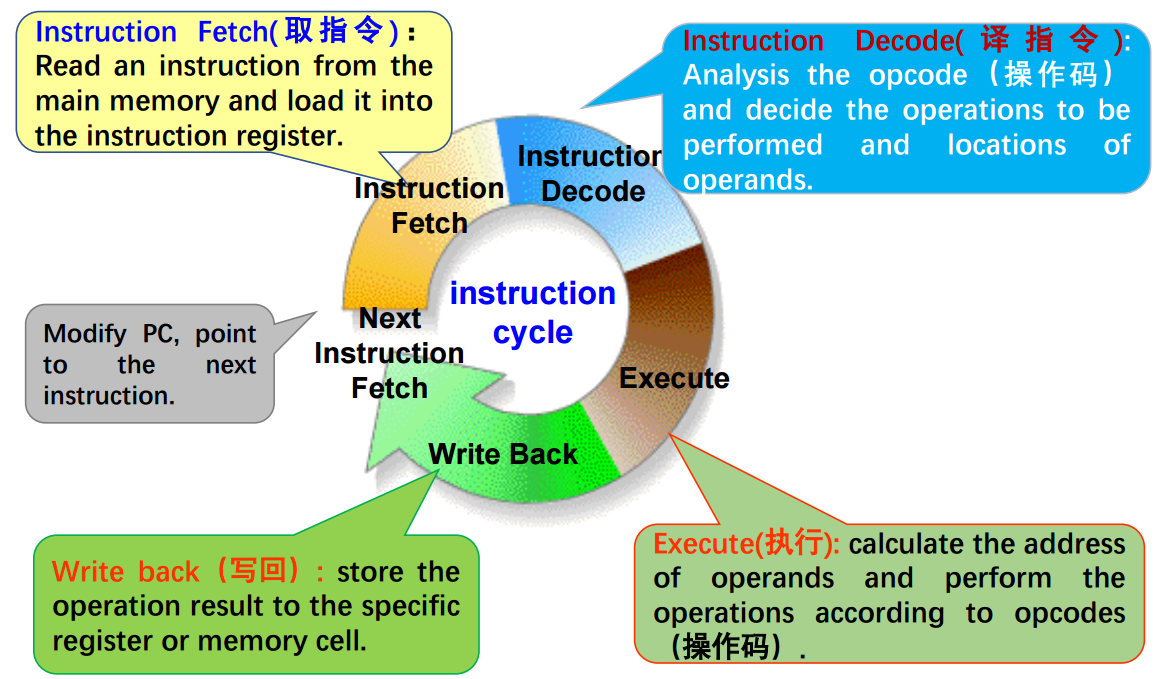 Instruction Fetch(取指令)：
Read an instruction from the
main memory and load it into
the instruction register.
Instruction Decode(译指令):
Analysis the opcode（操作码）
and decide the operations to be
performed and locations of
operands.
Instruction
Fetch
Instruction
Decode
instruction
cycle
Execute
Write Back
Next
Instruction
Fetch
Modify PC, point
to the next
instruction.
Write back（写回）: store the
operation result to the specific
register or memory cell.
Execute(执行): calculate the address
of operands and perform the
operations according to opcodes
（操作码）.